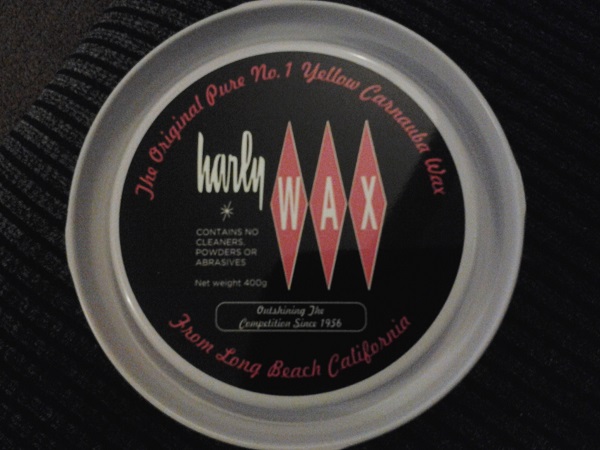 The Original Pure No.1 Yellow Carnauba Wax
harly WAX
CONTAINS NO
CLEANERS,
POWDERS OR
ABRASIVES
Net weight 400g
Outshining The
Competition Since 1956
From Long Beach California